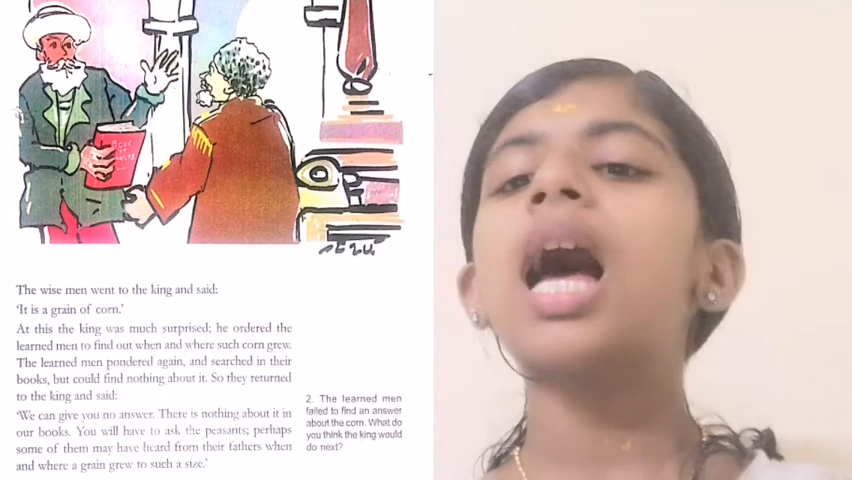 The wise men went to the king and said:
‘It is a grain of corn.’
At this the king was much surprised; he ordered the
learned men to find out when and where such corn grew.
The learned men pondered again, and searched in their
books, but could find nothing about it. So they returned
to the king and said:
‘We can give you no answer. There is nothing about it in
our books. You will have to ask the peasants; perhaps
some of them may have heard from their fathers when
and where a grain grew to such a size.’
2. The learned men
failed to find an answer
about the corn. What do
you think the king would
do next?